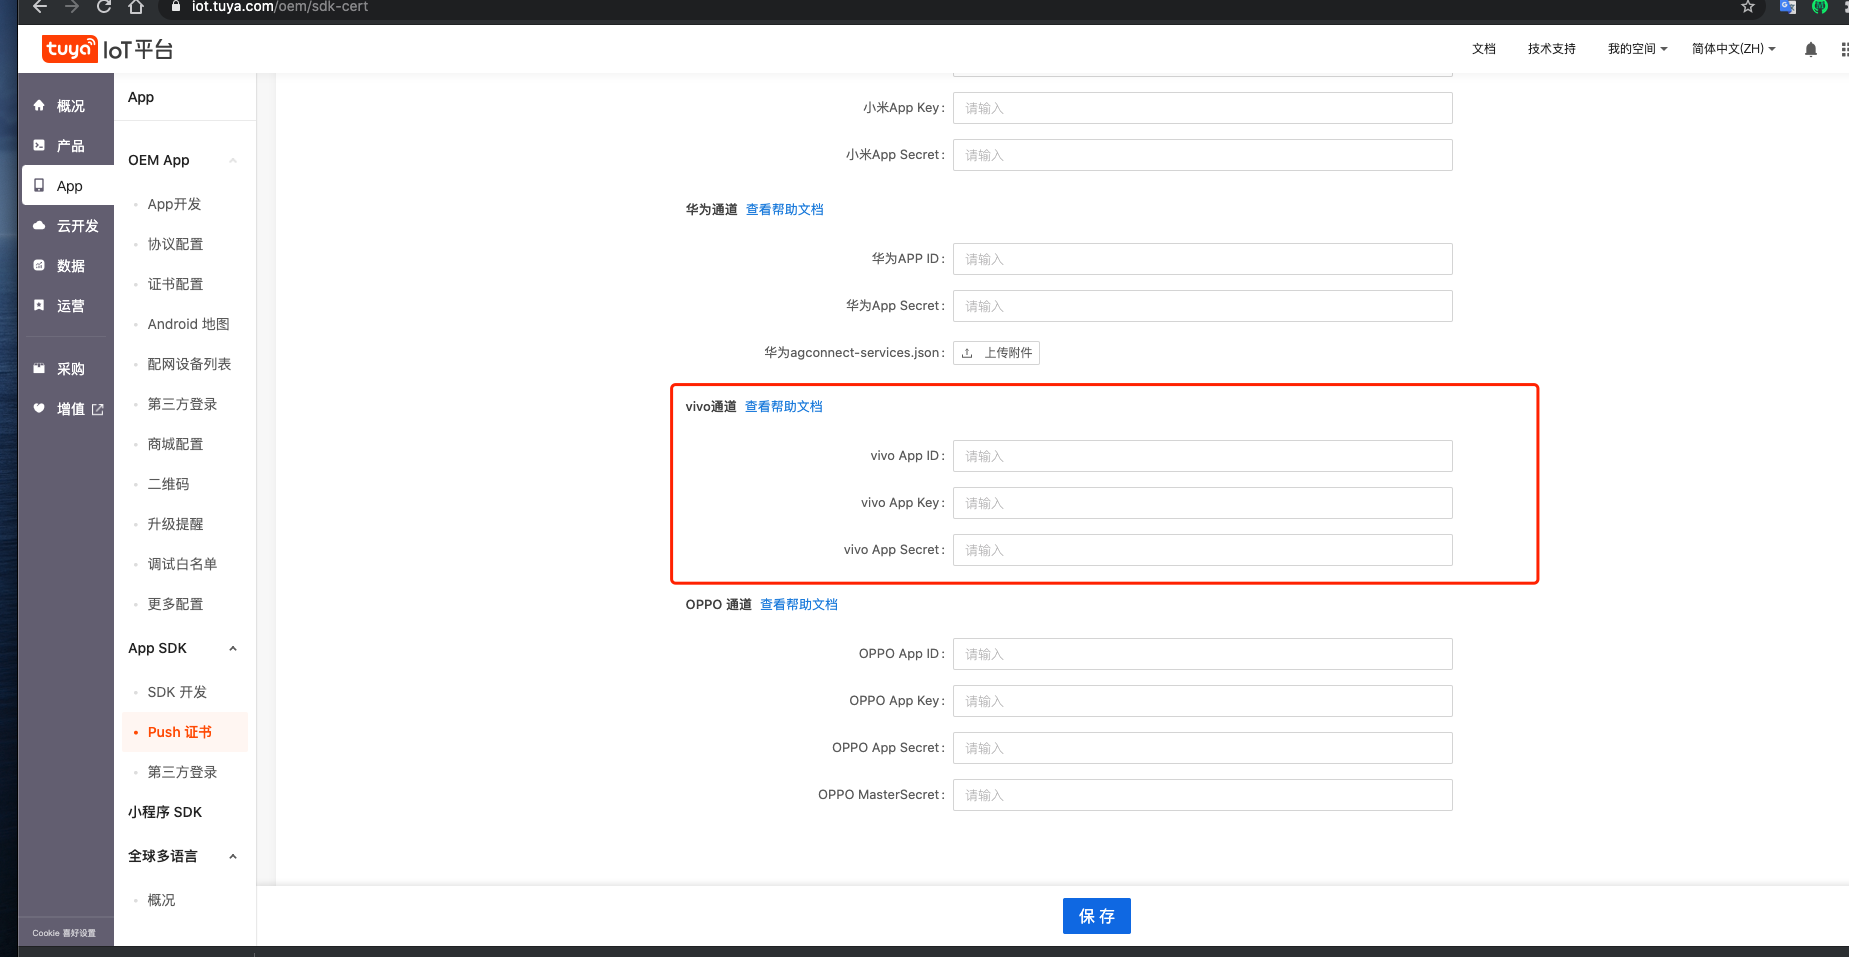 iot.tuya.com/oem/sdk-cert
tuya IoT平台
文档
技术支持
我的空间
简体中文(ZH)
概况
产品
App
云开发
数据
运营
采购
增值
Cookie 喜好设置
App
OEM App
App开发
协议配置
证书配置
Android 地图
配网设备列表
第三方登录
商城配置
二维码
升级提醒
调试白名单
更多配置
App SDK
SDK 开发
Push 证书
第三方登录
小程序 SDK
全球多语言
概况
小米App Key: 请输入
小米App Secret: 请输入
华为通道 查看帮助文档
华为APP ID: 请输入
华为App Secret: 请输入
华为agconnect-services.json: 上传附件
vivo通道 查看帮助文档
vivo App ID: 请输入
vivo App Key: 请输入
vivo App Secret: 请输入
OPPO 通道 查看帮助文档
OPPO App ID: 请输入
OPPO App Key: 请输入
OPPO App Secret: 请输入
OPPO MasterSecret: 请输入
保 存